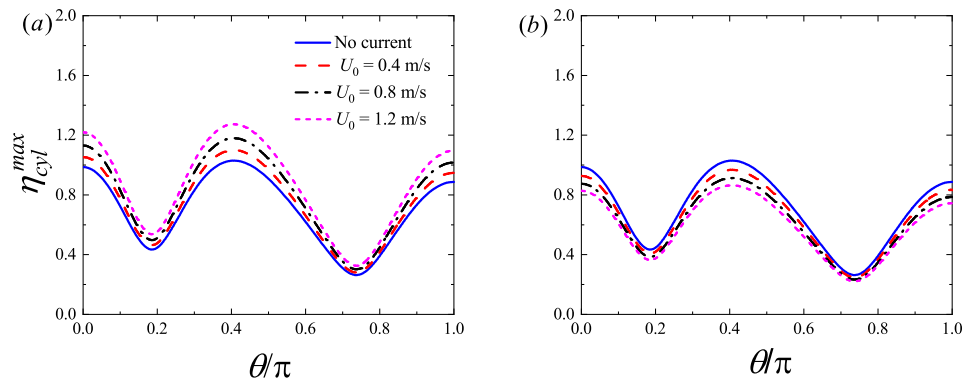 (a)
2.0
1.6
1.2
0.8
0.4
0.0
η_cyl^max
No current
U₀ = 0.4 m/s
U₀ = 0.8 m/s
U₀ = 1.2 m/s
0.0 0.2 0.4 0.6 0.8 1.0
θ/π
(b)
2.0
1.6
1.2
0.8
0.4
0.0
0.0 0.2 0.4 0.6 0.8 1.0
θ/π